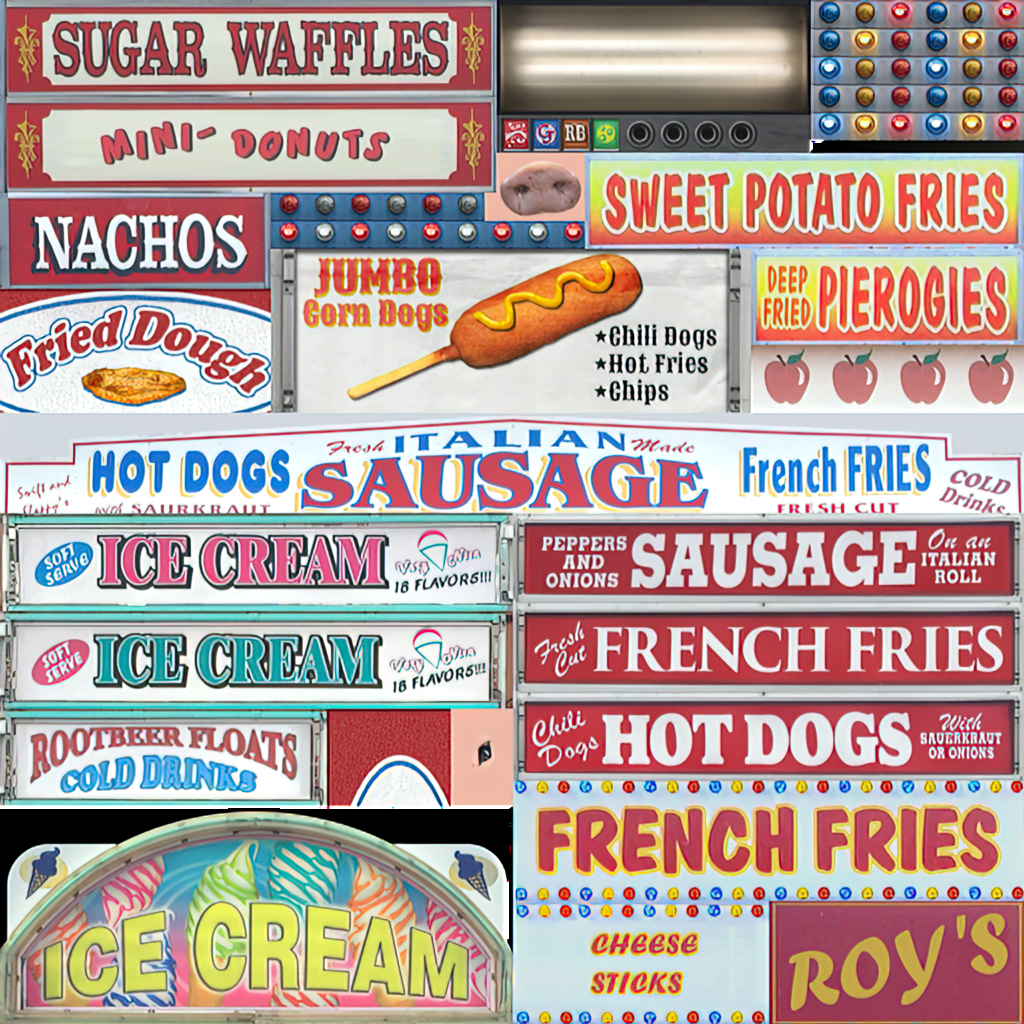 SUGAR WAFFLES
MINI-DONUTS
RB
SWEET POTATO FRIES
NACHOS
JUMBO
Corn Dogs
★Chili Dogs
★Hot Fries
★Chips
DEEP
FRIED
PIEROGIES
Fried Dough
Fresh ITALIAN Made
SAUSAGE
HOT DOGS
SAURKRAUT
French FRIES
FRESH CUT
COLD
Drinks
SOFT
SERVE
ICE CREAM
18 FLAVORS!!!
PEPPERS
AND
ONIONS
SAUSAGE
On an
ITALIAN
ROLL
SOFT
SERVE
ICE CREAM
18 FLAVORS!!!
Fresh
Cut
FRENCH FRIES
ROOTBEER FLOATS
COLD DRINKS
Chili
Dogs
HOT DOGS
With
SAUERKRAUT
OR ONIONS
FRENCH FRIES
ICE CREAM
CHEESE
STICKS
ROY'S